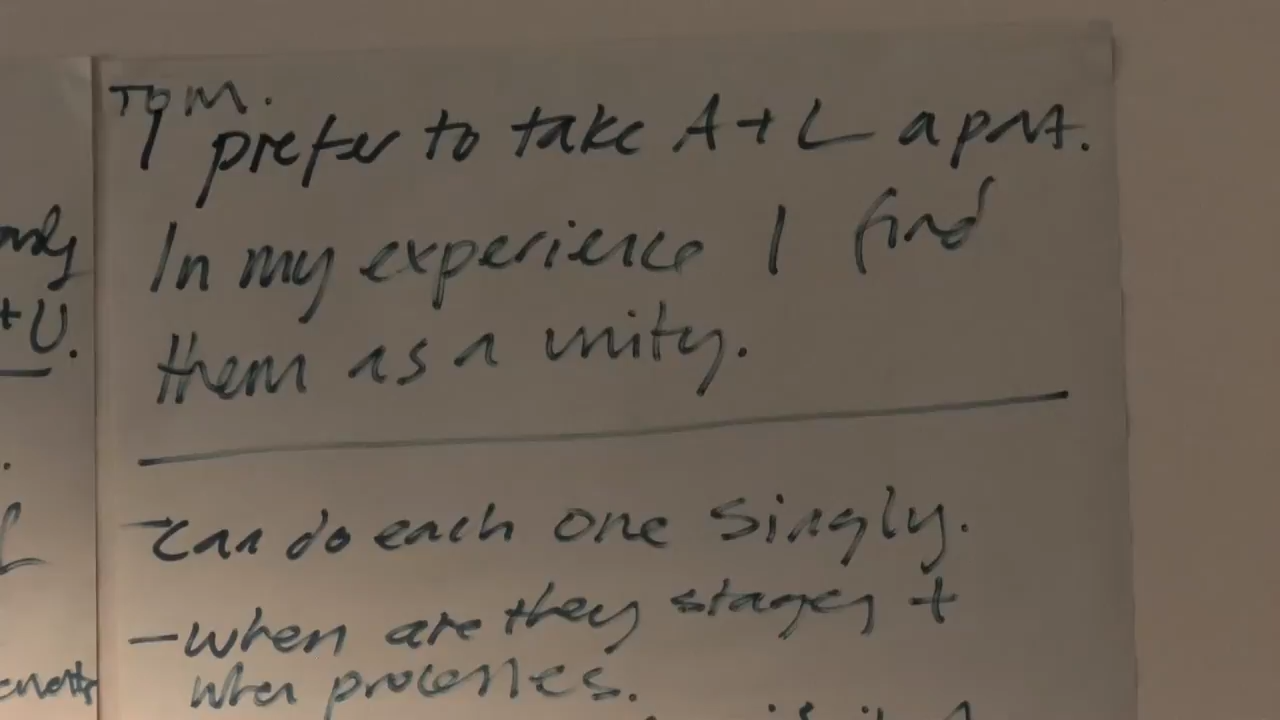 TOM.
I prefer to take A + L apart.
In my experience I find
them as a unity.
- Can do each one singly.
- when are they stages +
when processes.
+ U.